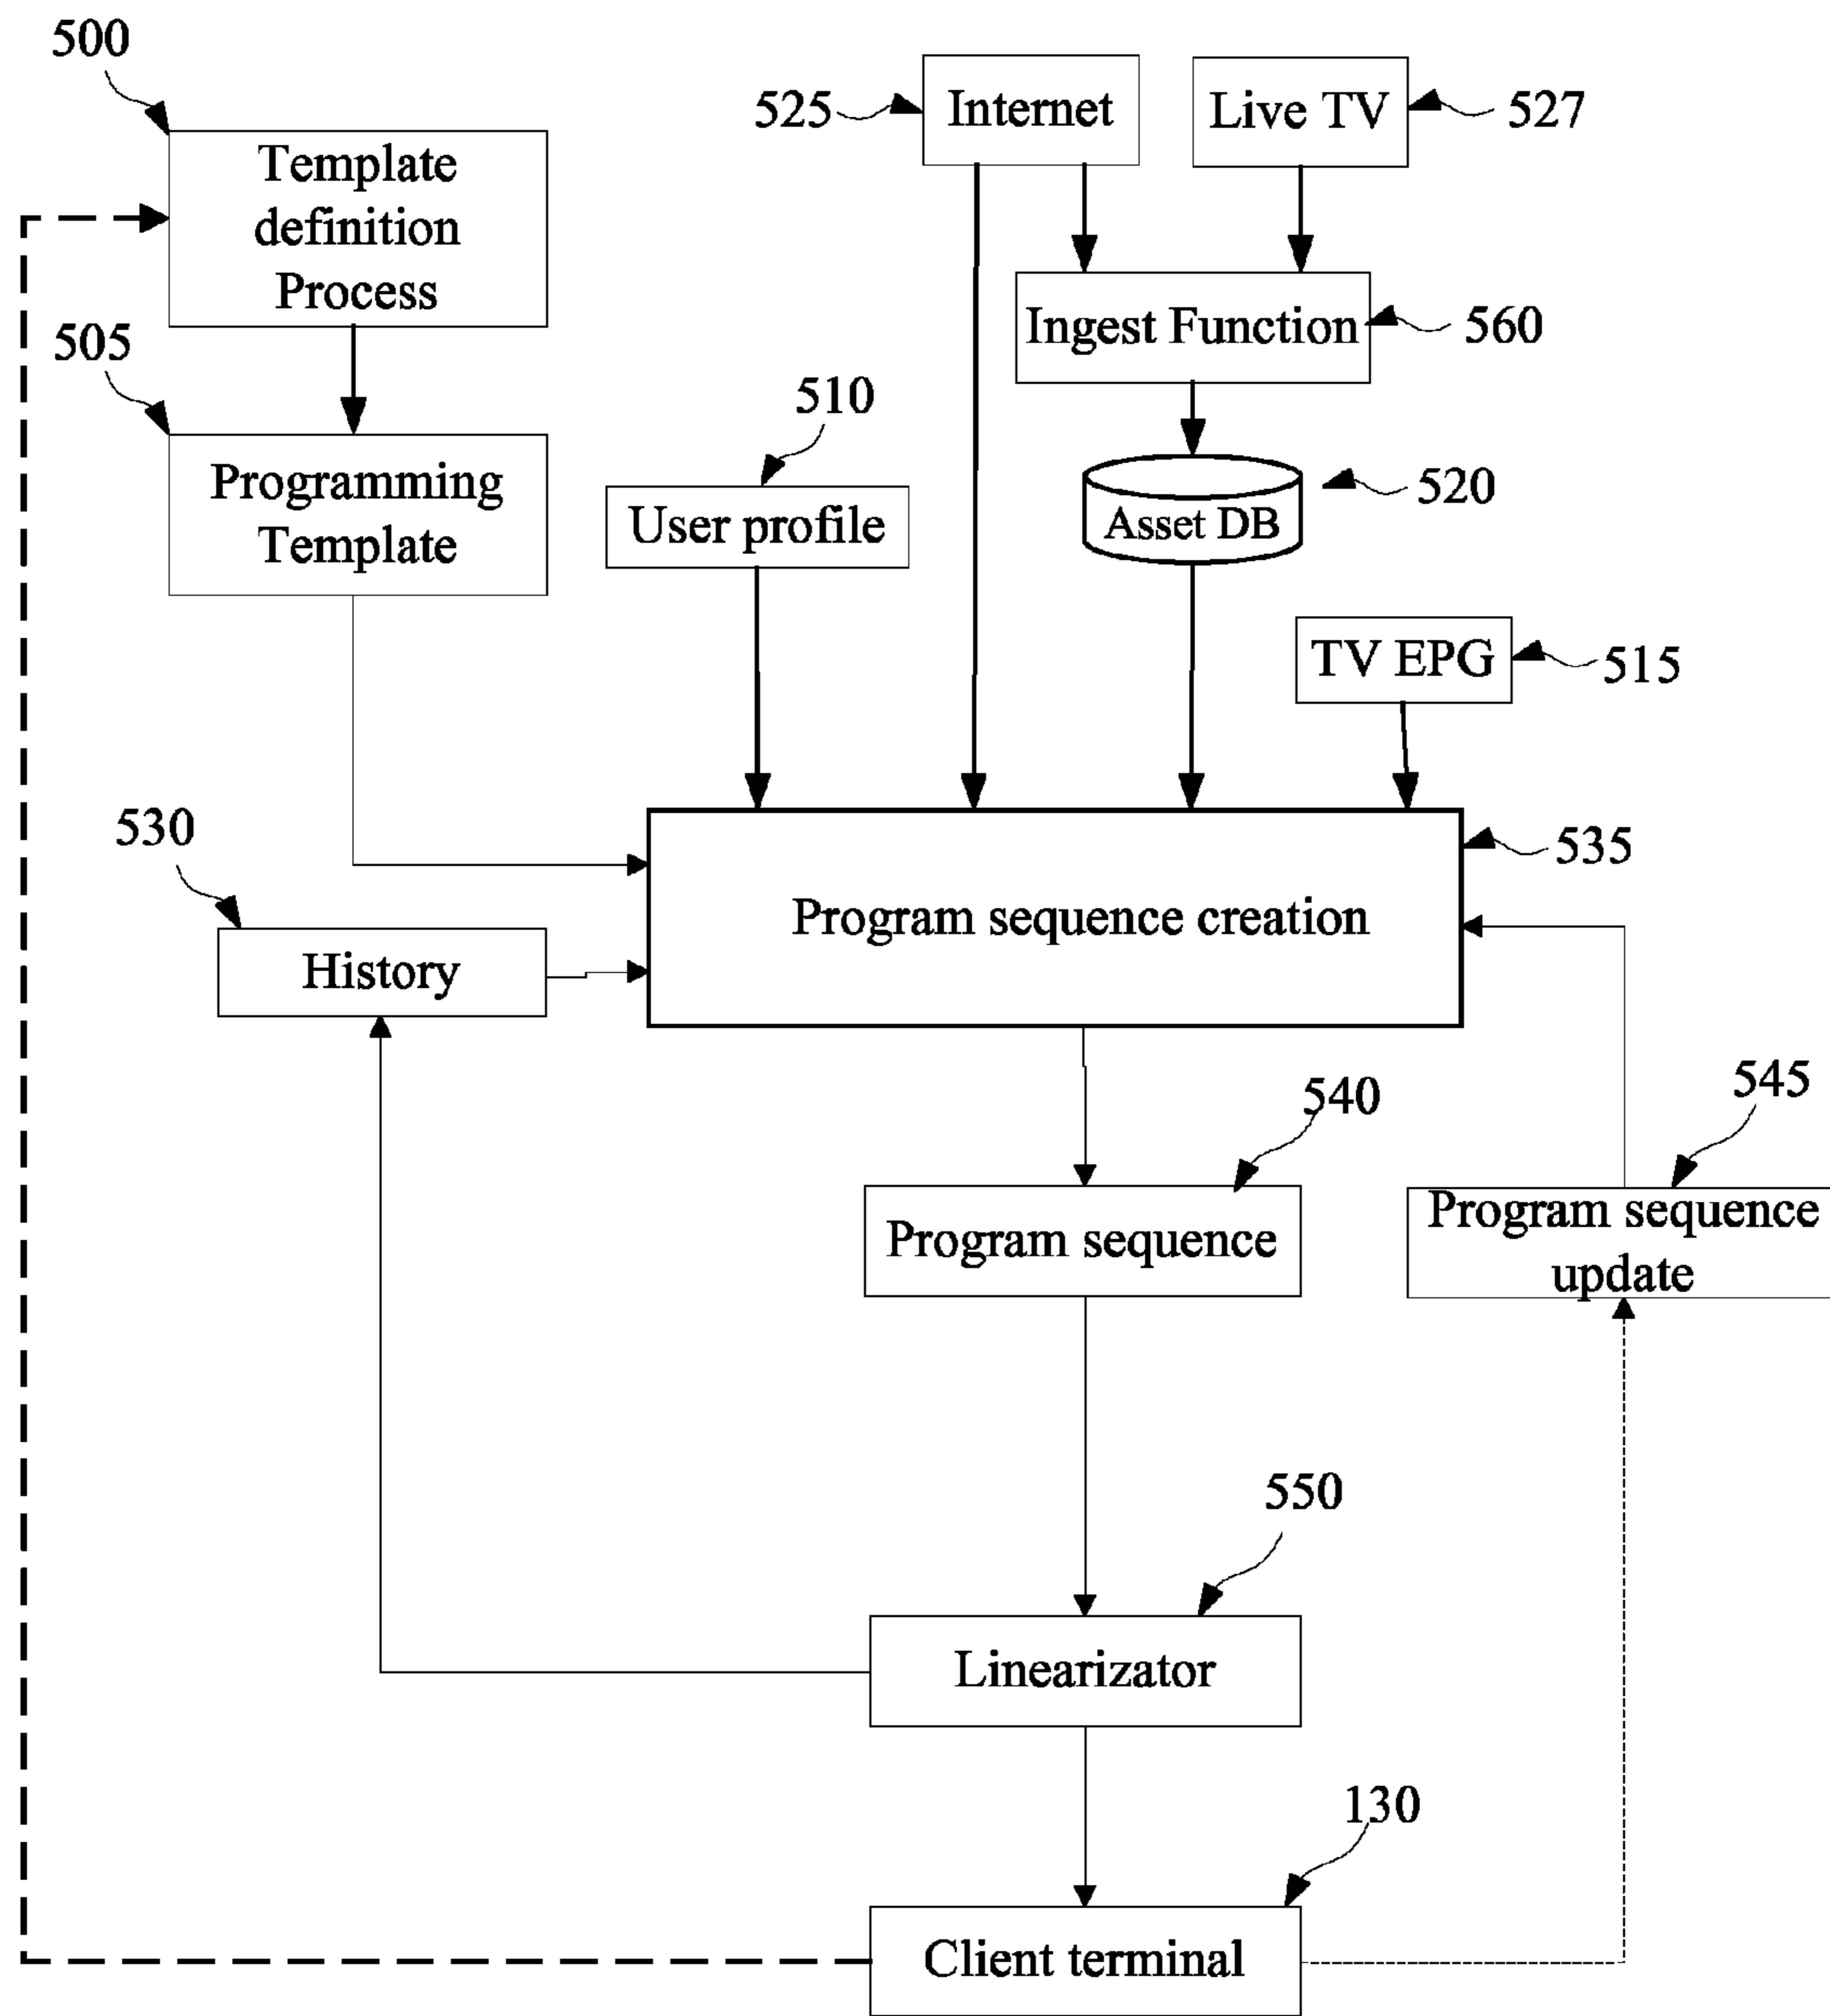 500
525
Internet
Live TV
527
Template
definition
Process
505
Ingest Function
560
510
Programming
Template
User profile
Asset DB
520
TV EPG
515
530
535
Program sequence creation
History
540
545
Program sequence
Program sequence
update
550
Linearizator
130
Client terminal